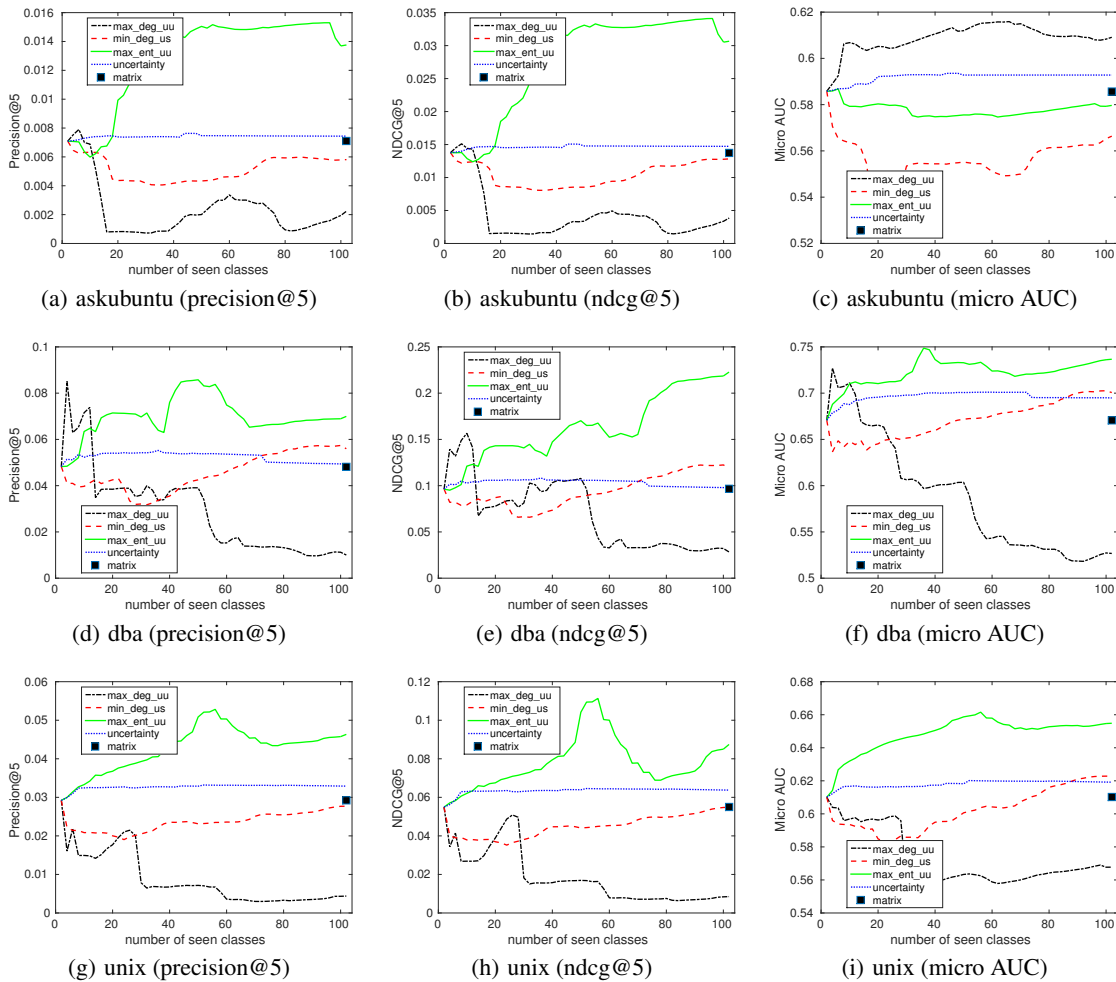 0.016
0.014
0.012
0.01
0.008
0.006
0.004
0.002
0
Precision@5
max_deg_uu
min_deg_us
max_ent_uu
uncertainty
matrix
0 20 40 60 80 100
number of seen classes
(a) askubuntu (precision@5)
0.035
0.03
0.025
0.02
0.015
0.01
0.005
0
NDCG@5
max_deg_uu
min_deg_us
max_ent_uu
uncertainty
matrix
0 20 40 60 80 100
number of seen classes
(b) askubuntu (ndcg@5)
0.62
0.6
0.58
0.56
0.54
0.52
Micro AUC
max_deg_uu
min_deg_us
max_ent_uu
uncertainty
matrix
0 20 40 60 80 100
number of seen classes
(c) askubuntu (micro AUC)
0.1
0.08
0.06
0.04
0.02
0
Precision@5
max_deg_uu
min_deg_us
max_ent_uu
uncertainty
matrix
0 20 40 60 80 100
number of seen classes
(d) dba (precision@5)
0.25
0.2
0.15
0.1
0.05
0
NDCG@5
max_deg_uu
min_deg_us
max_ent_uu
uncertainty
matrix
0 20 40 60 80 100
number of seen classes
(e) dba (ndcg@5)
0.75
0.7
0.65
0.6
0.55
0.5
Micro AUC
max_deg_uu
min_deg_us
max_ent_uu
uncertainty
matrix
0 20 40 60 80 100
number of seen classes
(f) dba (micro AUC)
0.06
0.05
0.04
0.03
0.02
0.01
0
Precision@5
max_deg_uu
min_deg_us
max_ent_uu
uncertainty
matrix
0 20 40 60 80 100
number of seen classes
(g) unix (precision@5)
0.12
0.1
0.08
0.06
0.04
0.02
0
NDCG@5
max_deg_uu
min_deg_us
max_ent_uu
uncertainty
matrix
0 20 40 60 80 100
number of seen classes
(h) unix (ndcg@5)
0.68
0.66
0.64
0.62
0.6
0.58
0.56
0.54
Micro AUC
max_deg_uu
min_deg_us
max_ent_uu
uncertainty
matrix
0 20 40 60 80 100
number of seen classes
(i) unix (micro AUC)